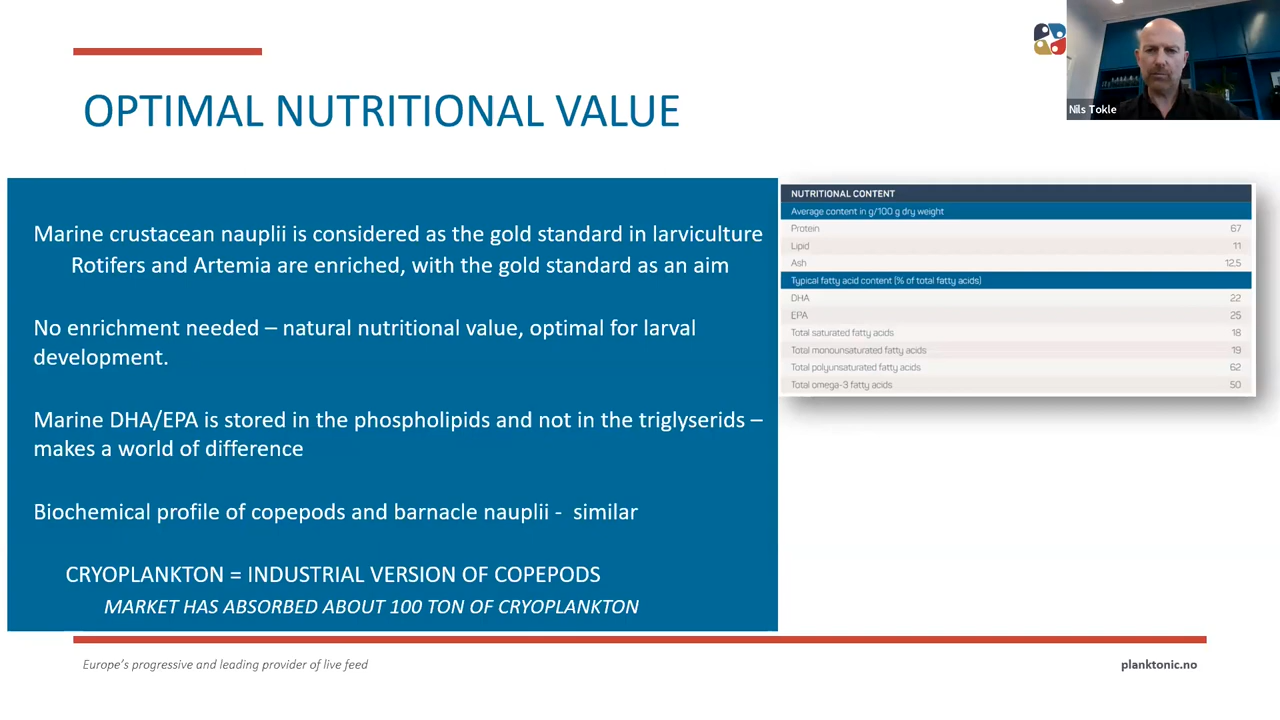 Nils Tokle
OPTIMAL NUTRITIONAL VALUE
Marine crustacean nauplii is considered as the gold standard in larviculture
Rotifers and Artemia are enriched, with the gold standard as an aim
No enrichment needed – natural nutritional value, optimal for larval
development.
Marine DHA/EPA is stored in the phospholipids and not in the triglyserids –
makes a world of difference
Biochemical profile of copepods and barnacle nauplii - similar
CRYOPLANKTON = INDUSTRIAL VERSION OF COPEPODS
MARKET HAS ABSORBED ABOUT 100 TON OF CRYOPLANKTON
NUTRITIONAL CONTENT
Average content in g/100 g dry weight
Protein 67
Lipid 11
Ash 12,5
Typical fatty acid content (% of total fatty acids)
DHA 22
EPA 25
Total saturated fatty acids 18
Total monounsaturated fatty acids 19
Total polyunsaturated fatty acids 62
Total omega-3 fatty acids 50
Europe's progressive and leading provider of live feed
planktonic.no